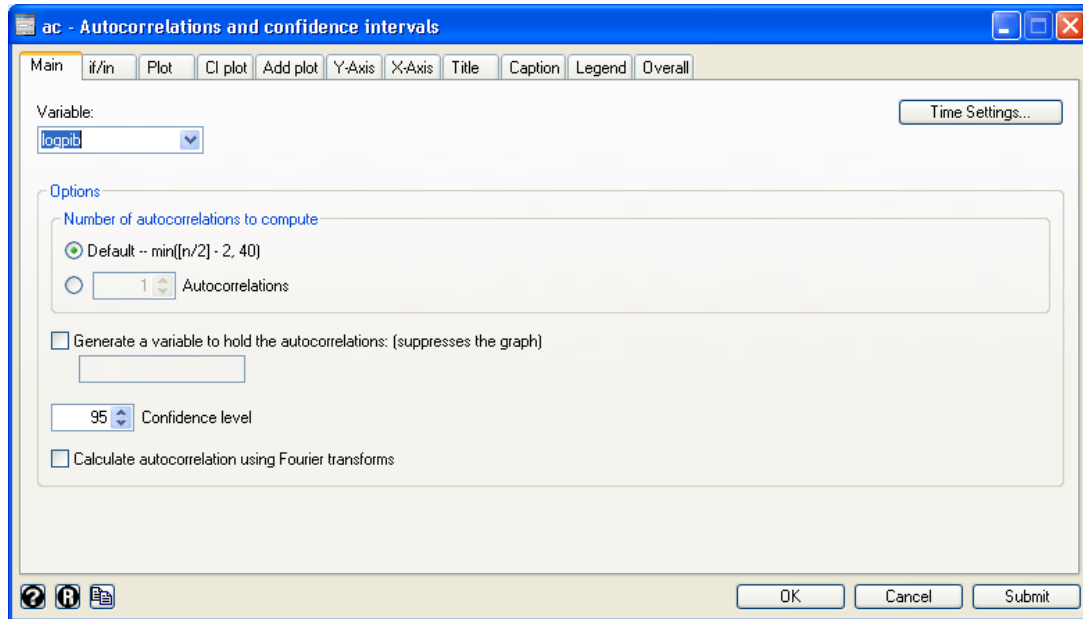 ac - Autocorrelations and confidence intervals
Main if/in Plot CI plot Add plot Y-Axis X-Axis Title Caption Legend Overall
Variable:
Time Settings...
logpib
Options
Number of autocorrelations to compute
Default -- min([n/2] - 2, 40)
1 Autocorrelations
Generate a variable to hold the autocorrelations: (suppresses the graph)
95 Confidence level
Calculate autocorrelation using Fourier transforms
? R OK Cancel Submit